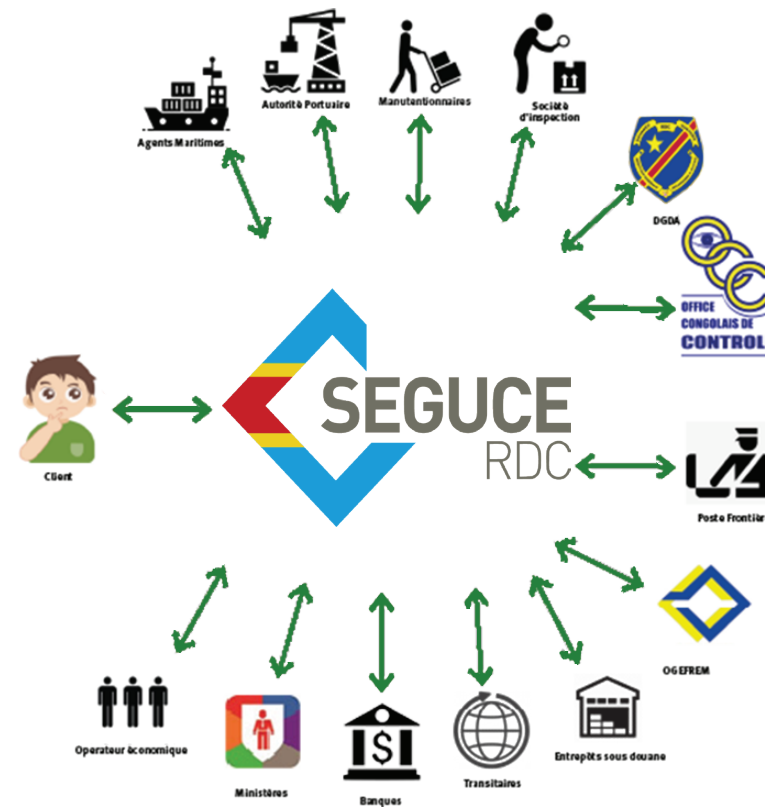 Autorité Portuaire
Manutentionnaires
Société
d'inspection
Agents Maritimes
DGDA
OFFICE
CONGOLAIS DE
CONTROL
SEGUCE
RDC
Client
Poste Frontière
OGEFREM
Operateur économique
Ministères
Banques
$
Transitaires
Entrepôts sous douane